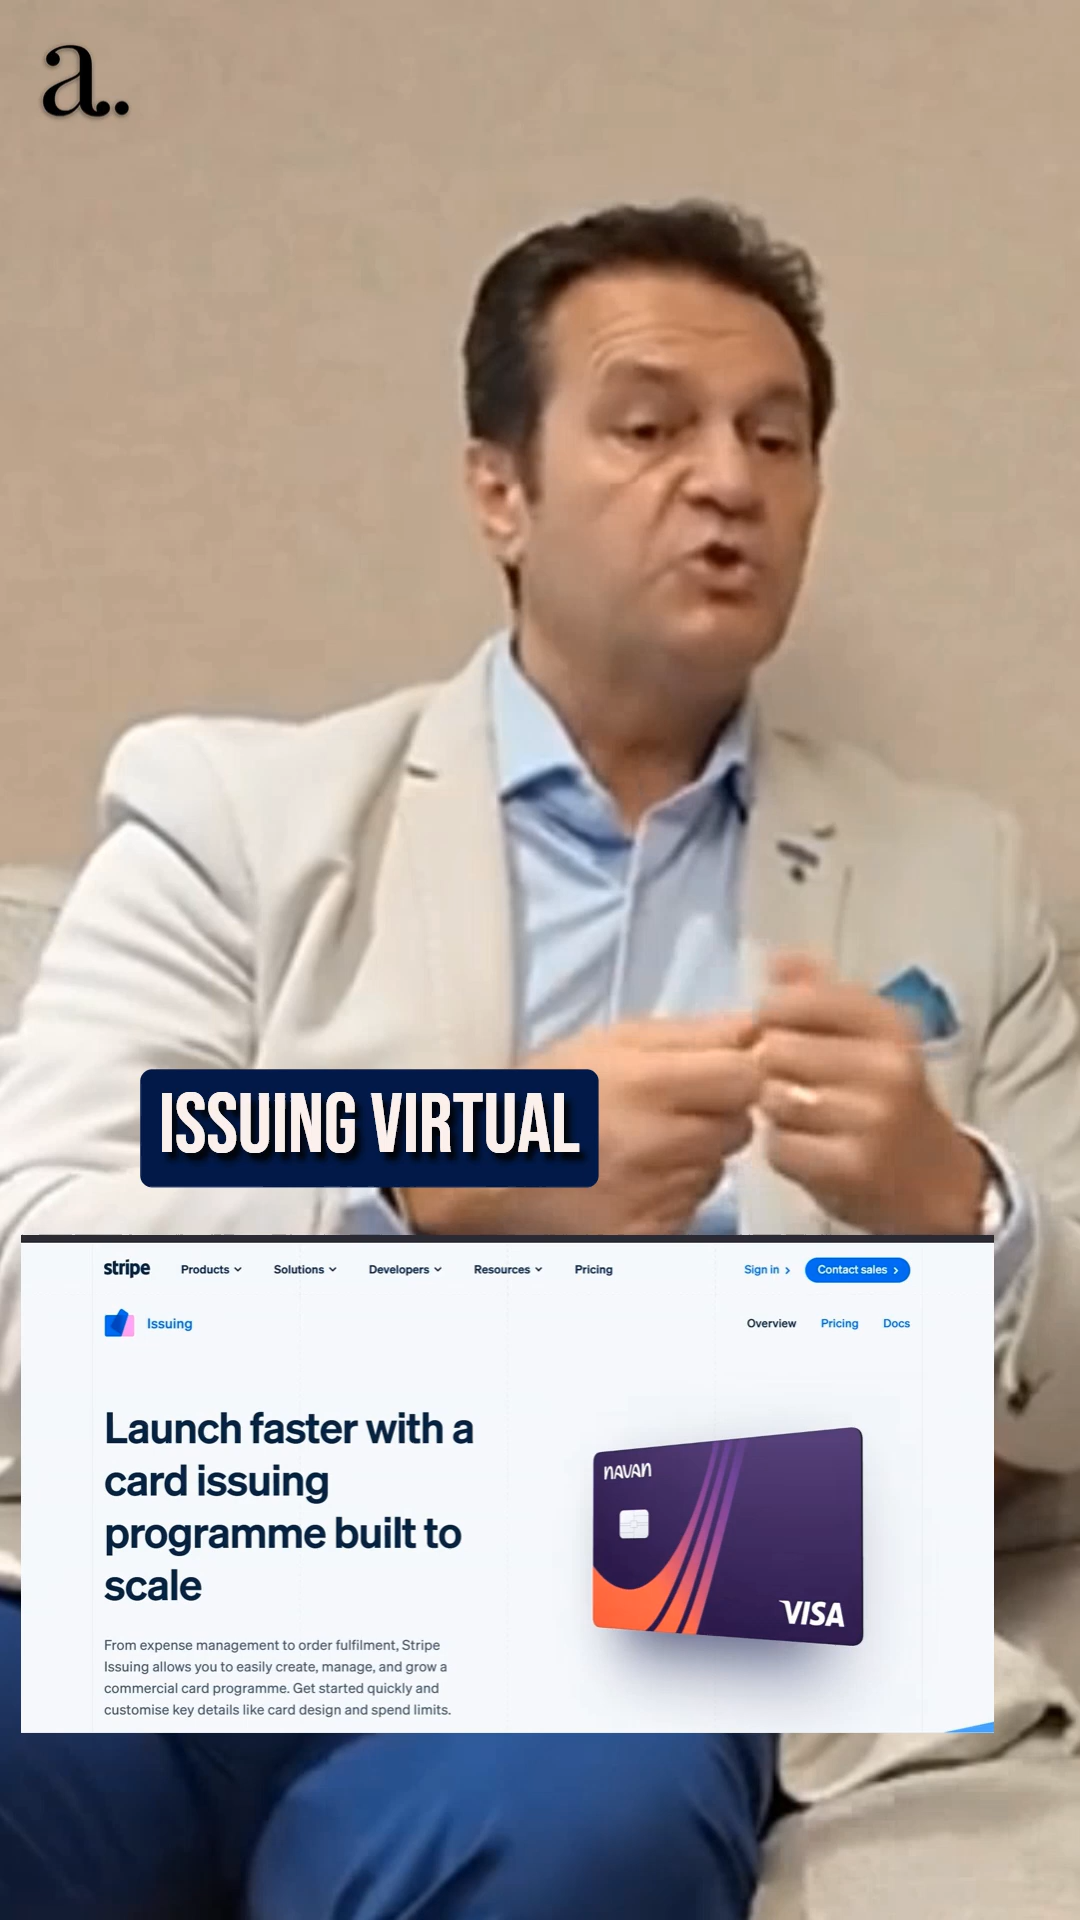 a..
ISSUING VIRTUAL
stripe Products Solutions Developers Resources Pricing Sign in Contact sales
Issuing Overview Pricing Docs
Launch faster with a
card issuing
programme built to
scale
NAVAN
VISA
From expense management to order fulfilment, Stripe
Issuing allows you to easily create, manage, and grow a
commercial card programme. Get started quickly and
customise key details like card design and spend limits.